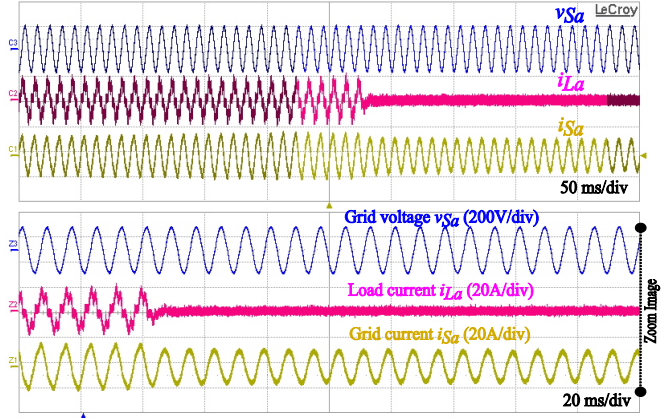 LeCroy
vSa
iLa
iSa
50 ms/div
Grid voltage vSa (200V/div)
Load current iLa (20A/div)
Grid current iSa (20A/div)
20 ms/div
Zoom Image